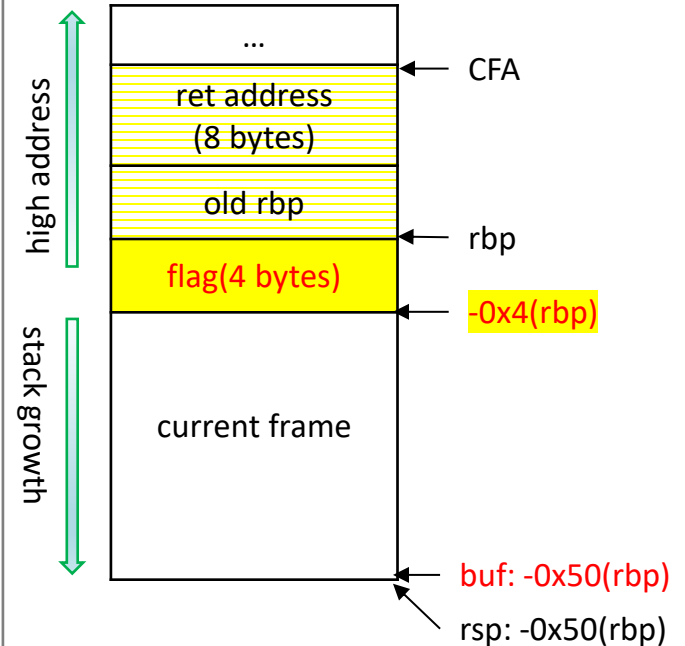 ...
CFA
ret address
(8 bytes)
high address
old rbp
rbp
flag(4 bytes)
-0x4(rbp)
stack growth
current frame
buf: -0x50(rbp)
rsp: -0x50(rbp)